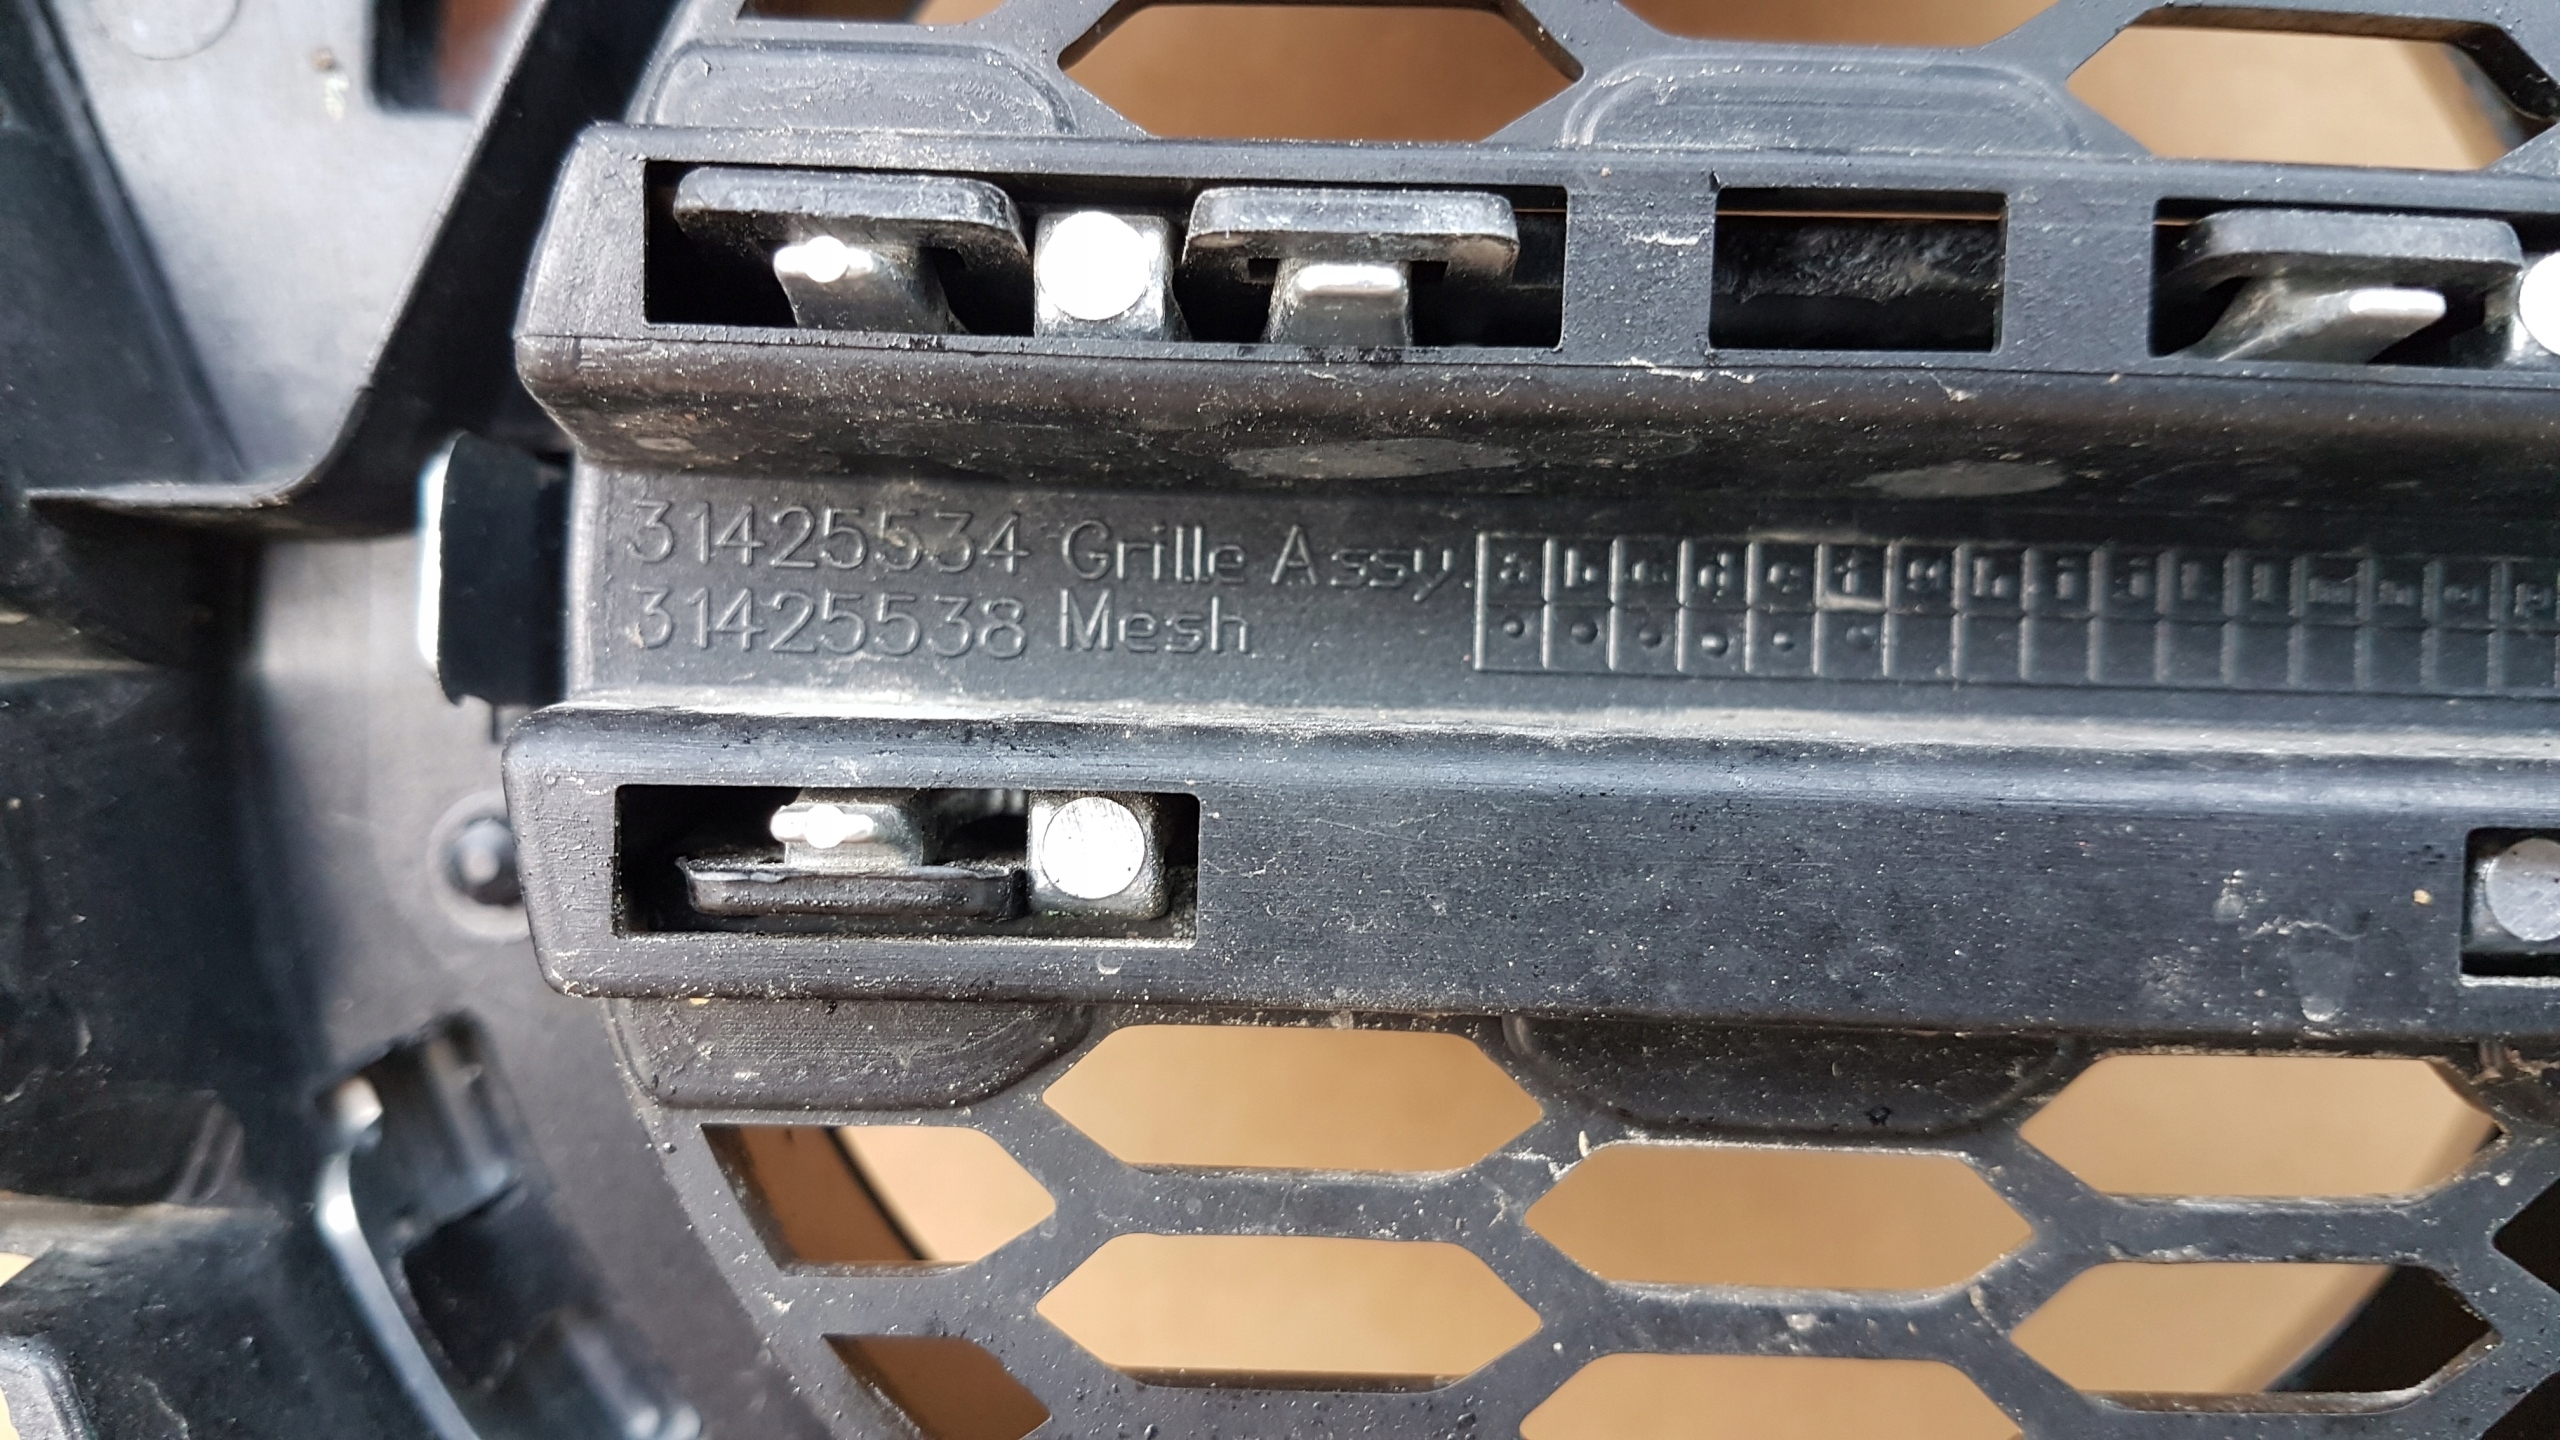 31425534 Grille Assy.
31425538 Mesh
a b c d e f g h i j k l m n o p